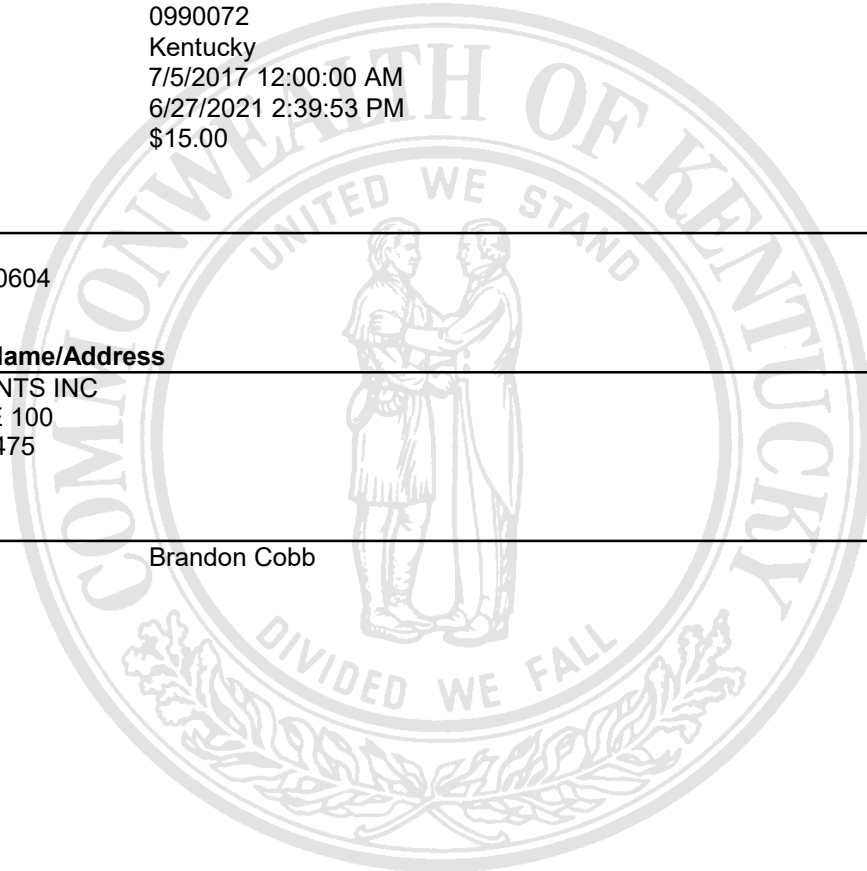 0990072
Kentucky
7/5/2017 12:00:00 AM
6/27/2021 2:39:53 PM
$15.00
COMMONWEALTH OF KENTUCKY
UNITED WE STAND
0604
ame/Address
NTS INC
E 100
475
Brandon Cobb
DIVIDED WE FALL